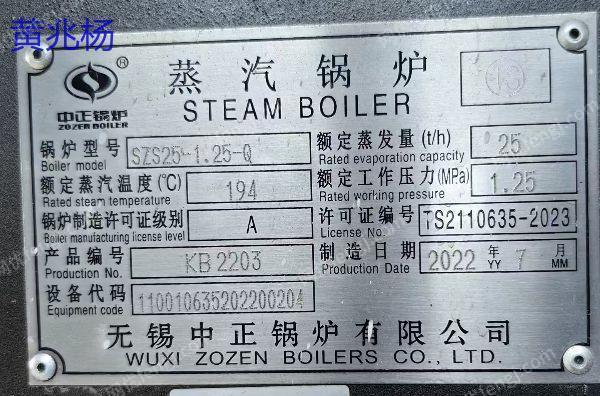 黄兆杨
®
中正锅炉
ZOZEN BOILER
蒸汽锅炉
STEAM BOILER
锅炉型号 SZS25-1.25-Q
Boiler model
额定蒸发量(t/h) 25
Rated evaporation capacity
额定蒸汽温度(℃) 194
Rated steam temperature
额定工作压力(MPa) 1.25
Rated working pressure
锅炉制造许可证级别 A
Boiler manufacturing license level
许可证编号 TS2110635-2023
License No.
产品编号 KB2203
Production No.
制造日期 2022 年 7 月
Production Date YY MM
设备代码 110010635202200204
Equipment code
无锡中正锅炉有限公司
WUXI ZOZEN BOILERS CO., LTD.